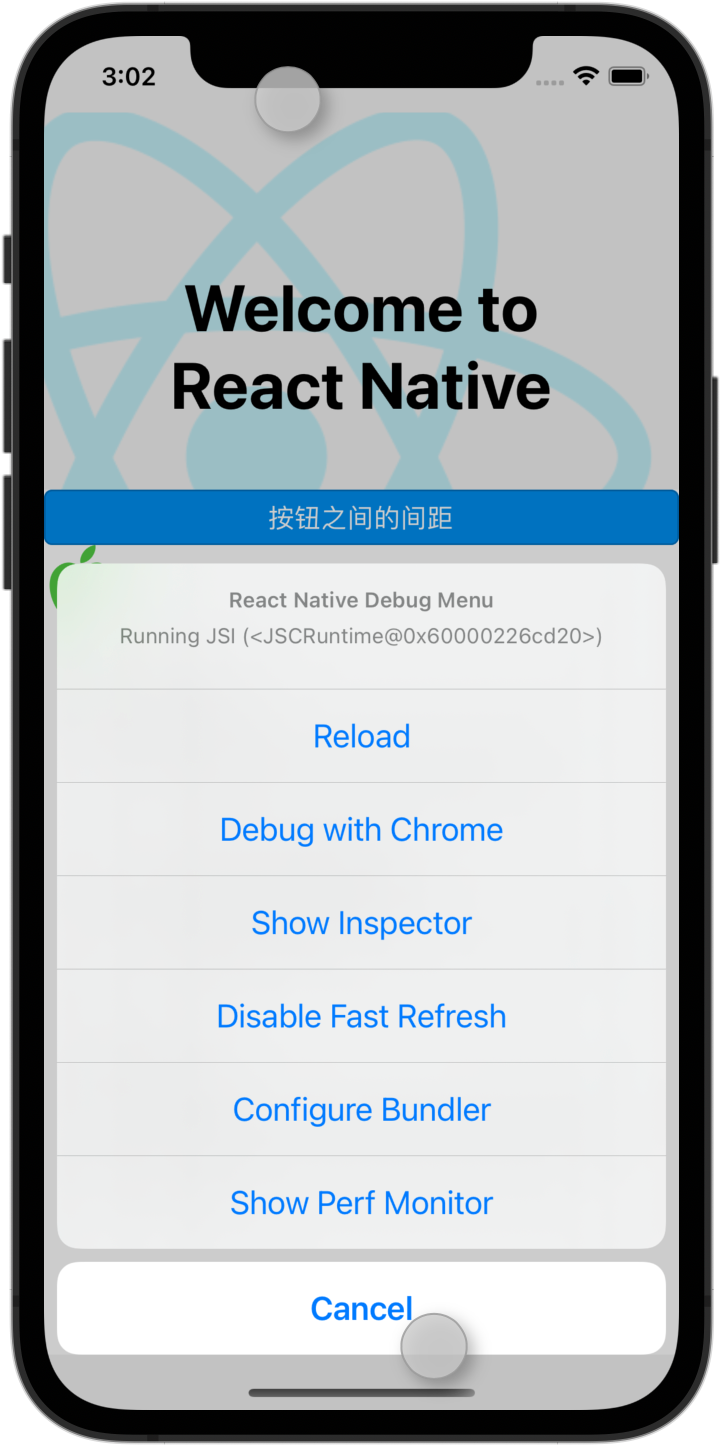 3:02
Welcome to
React Native
按钮之间的间距
React Native Debug Menu
Running JSI (<JSCRuntime@0x60000226cd20>)
Reload
Debug with Chrome
Show Inspector
Disable Fast Refresh
Configure Bundler
Show Perf Monitor
Cancel